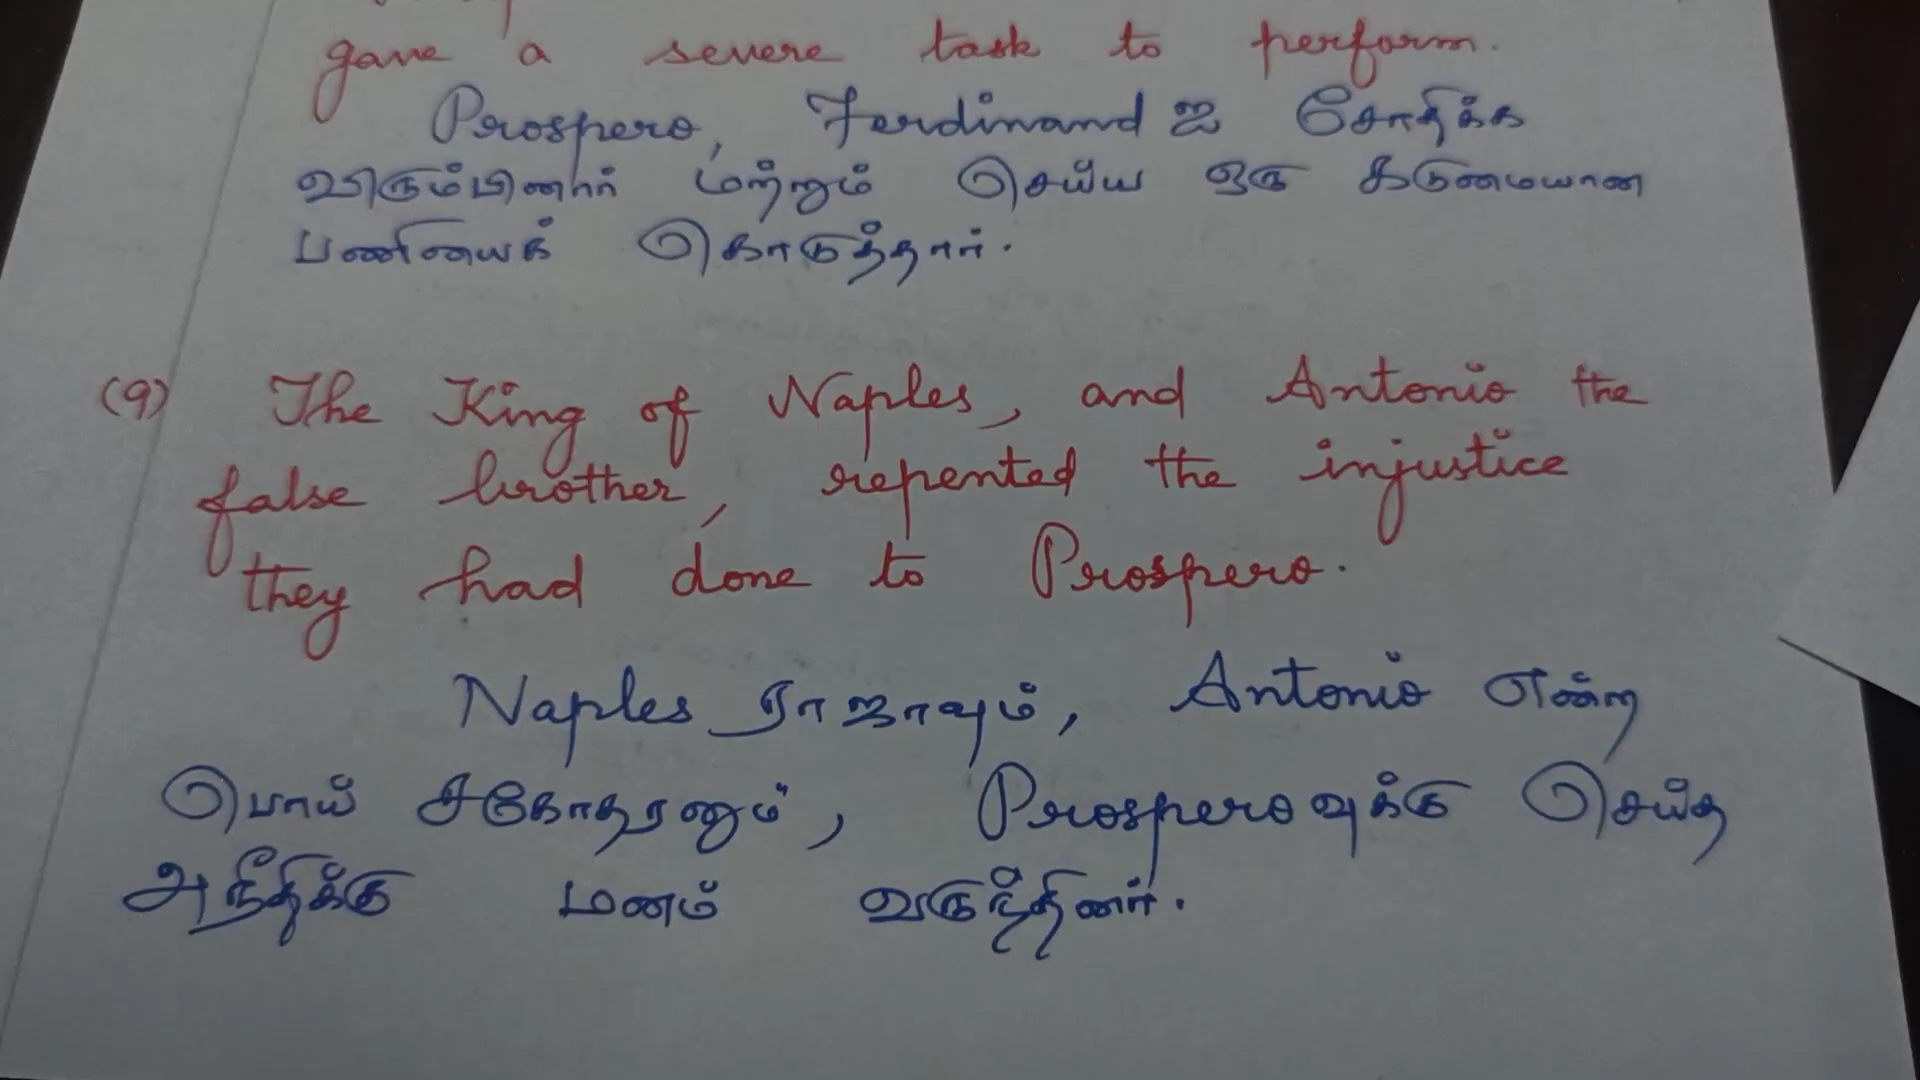 gave a severe task to perform.
Prospero, Ferdinand ஐ சோதிக்க
விரும்பினார் மற்றும் செய்ய ஒரு கடுமையான
பணியைக் கொடுத்தார்.
(9) The King of Naples, and Antonio the
false brother, repented the injustice
they had done to Prospero.
Naples ராஜாவும், Antonio என்ற
பொய் சகோதரனும், Prosperoவுக்கு செய்த
அநீதிக்கு மனம் வருந்தினர்.